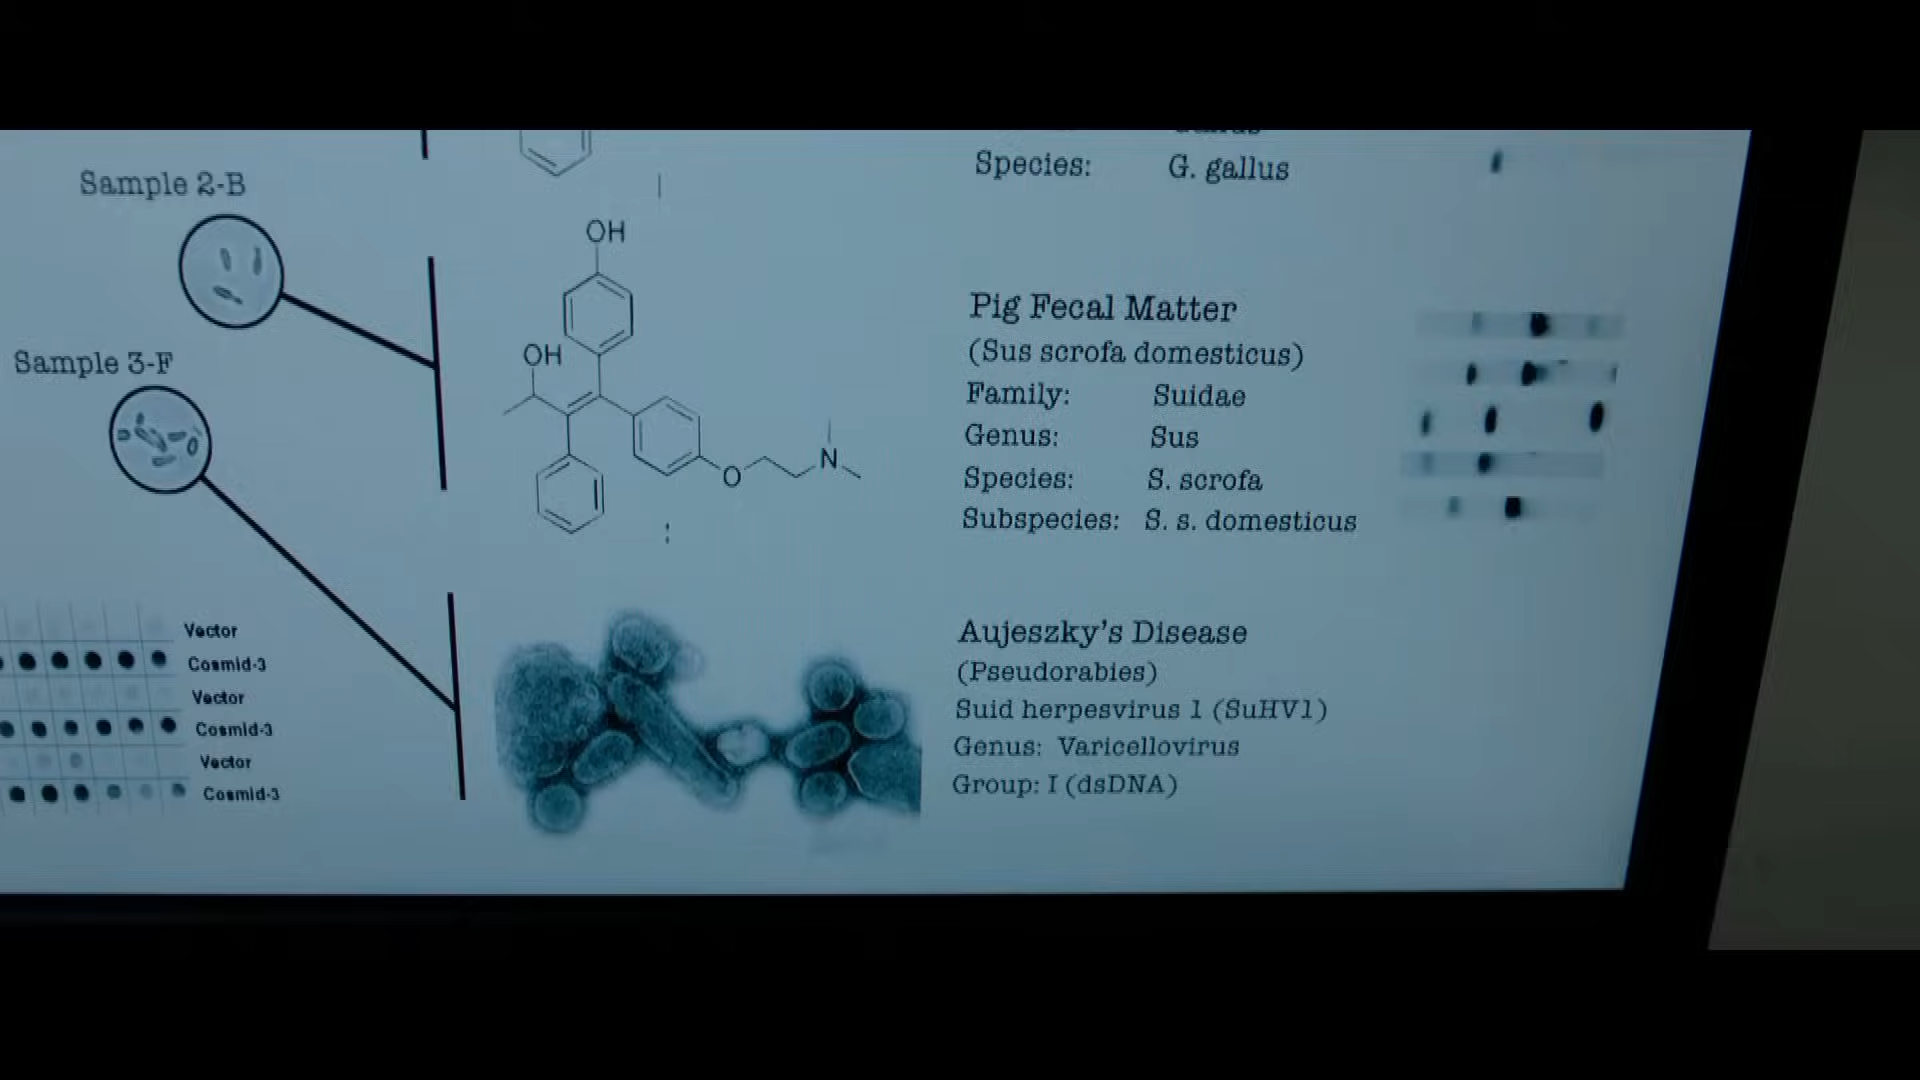 Species: G. gallus
Sample 2-B
OH
Pig Fecal Matter
(Sus scrofa domesticus)
Sample 3-F
OH
Family: Suidae
Genus: Sus
N
O
Species: S. scrofa
Subspecies: S. s. domesticus
Vector
Cosmid-3
Vector
Cosmid-3
Vector
Cosmid-3
Aujeszky's Disease
(Pseudorabies)
Suid herpesvirus 1 (SuHV1)
Genus: Varicellovirus
Group: I (dsDNA)